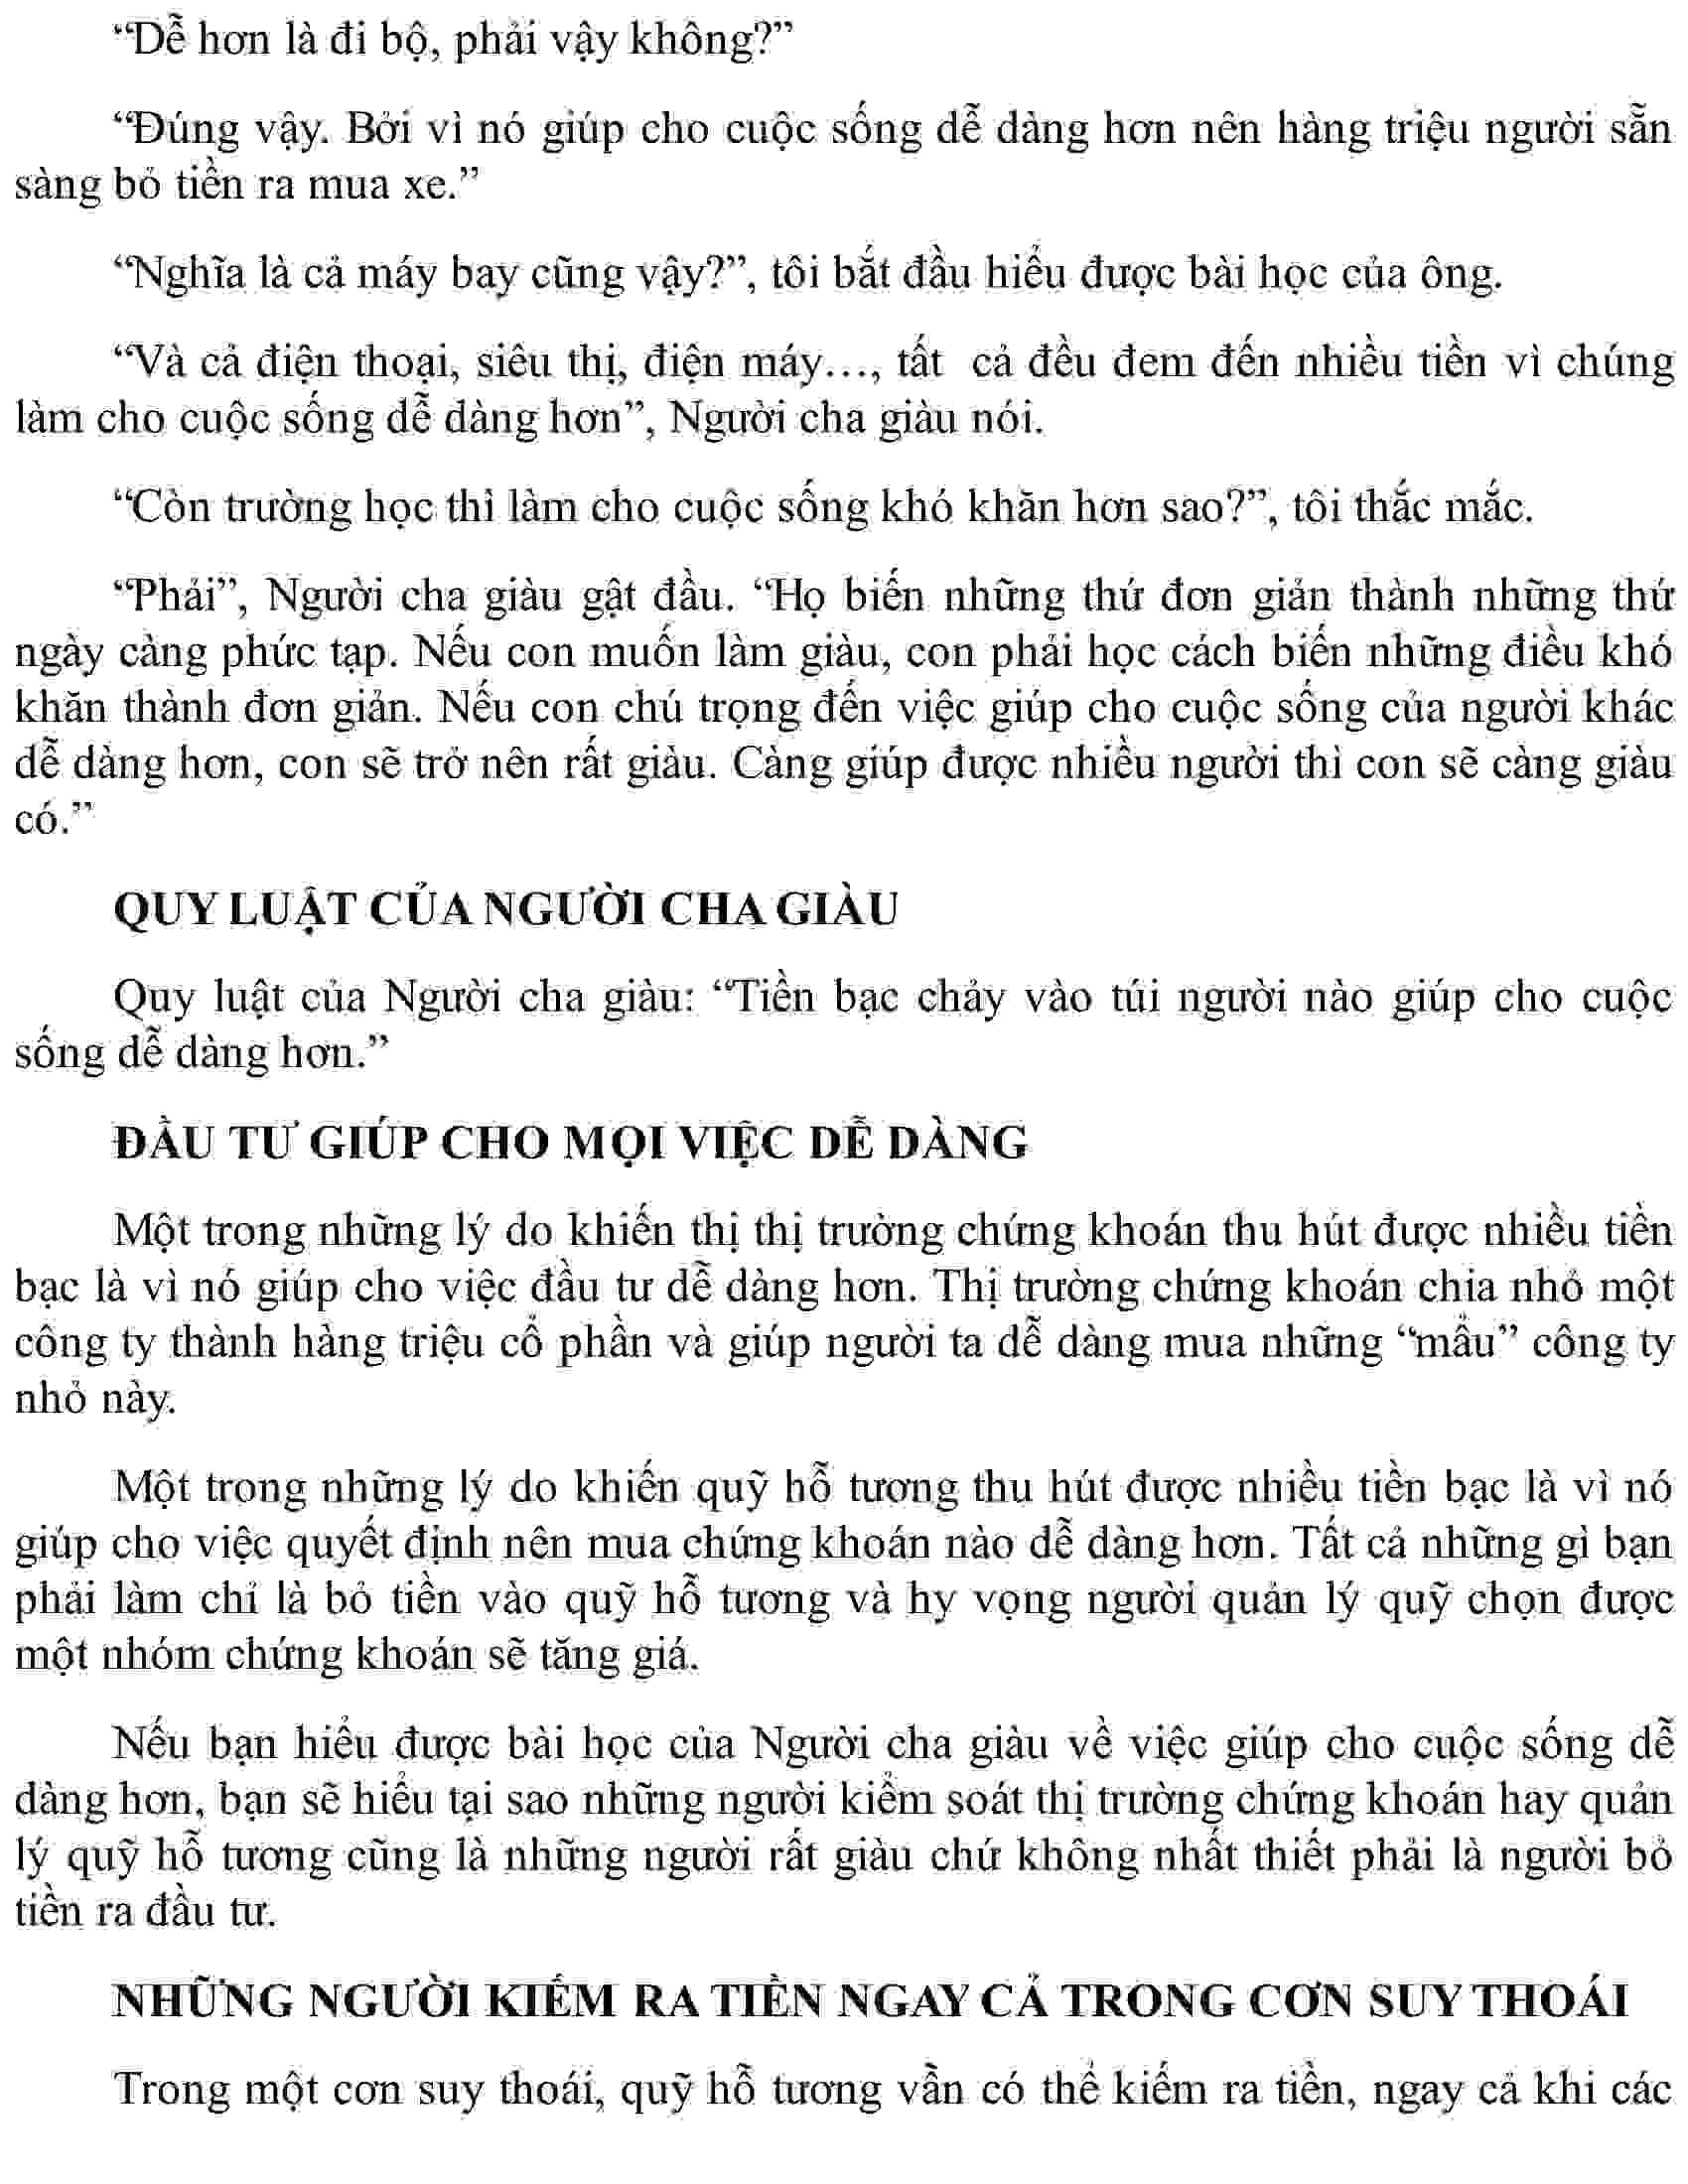 “Dễ hơn là đi bộ, phải vậy không?”
“Đúng vậy. Bởi vì nó giúp cho cuộc sống dễ dàng hơn nên hàng triệu người sẵn
sàng bỏ tiền ra mua xe.”
“Nghĩa là cả máy bay cũng vậy?”, tôi bắt đầu hiểu được bài học của ông.
“Và cả điện thoại, siêu thị, điện máy…, tất cả đều đem đến nhiều tiền vì chúng
làm cho cuộc sống dễ dàng hơn”, Người cha giàu nói.
“Còn trường học thì làm cho cuộc sống khó khăn hơn sao?”, tôi thắc mắc.
“Phải”, Người cha giàu gật đầu. “Họ biến những thứ đơn giản thành những thứ
ngày càng phức tạp. Nếu con muốn làm giàu, con phải học cách biến những điều khó
khăn thành đơn giản. Nếu con chú trọng đến việc giúp cho cuộc sống của người khác
dễ dàng hơn, con sẽ trở nên rất giàu. Càng giúp được nhiều người thì con sẽ càng giàu
có.”
QUY LUẬT CỦA NGƯỜI CHA GIÀU
Quy luật của Người cha giàu: “Tiền bạc chảy vào túi người nào giúp cho cuộc
sống dễ dàng hơn.”
ĐẦU TƯ GIÚP CHO MỌI VIỆC DỄ DÀNG
Một trong những lý do khiến thị thị trường chứng khoán thu hút được nhiều tiền
bạc là vì nó giúp cho việc đầu tư dễ dàng hơn. Thị trường chứng khoán chia nhỏ một
công ty thành hàng triệu cổ phần và giúp người ta dễ dàng mua những “mẩu” công ty
nhỏ này.
Một trong những lý do khiến quỹ hỗ tương thu hút được nhiều tiền bạc là vì nó
giúp cho việc quyết định nên mua chứng khoán nào dễ dàng hơn. Tất cả những gì bạn
phải làm chỉ là bỏ tiền vào quỹ hỗ tương và hy vọng người quản lý quỹ chọn được
một nhóm chứng khoán sẽ tăng giá.
Nếu bạn hiểu được bài học của Người cha giàu về việc giúp cho cuộc sống dễ
dàng hơn, bạn sẽ hiểu tại sao những người kiểm soát thị trường chứng khoán hay quản
lý quỹ hỗ tương cũng là những người rất giàu chứ không nhất thiết phải là người bỏ
tiền ra đầu tư.
NHỮNG NGƯỜI KIẾM RA TIỀN NGAY CẢ TRONG CƠN SUY THOÁI
Trong một cơn suy thoái, quỹ hỗ tương vẫn có thể kiếm ra tiền, ngay cả khi các